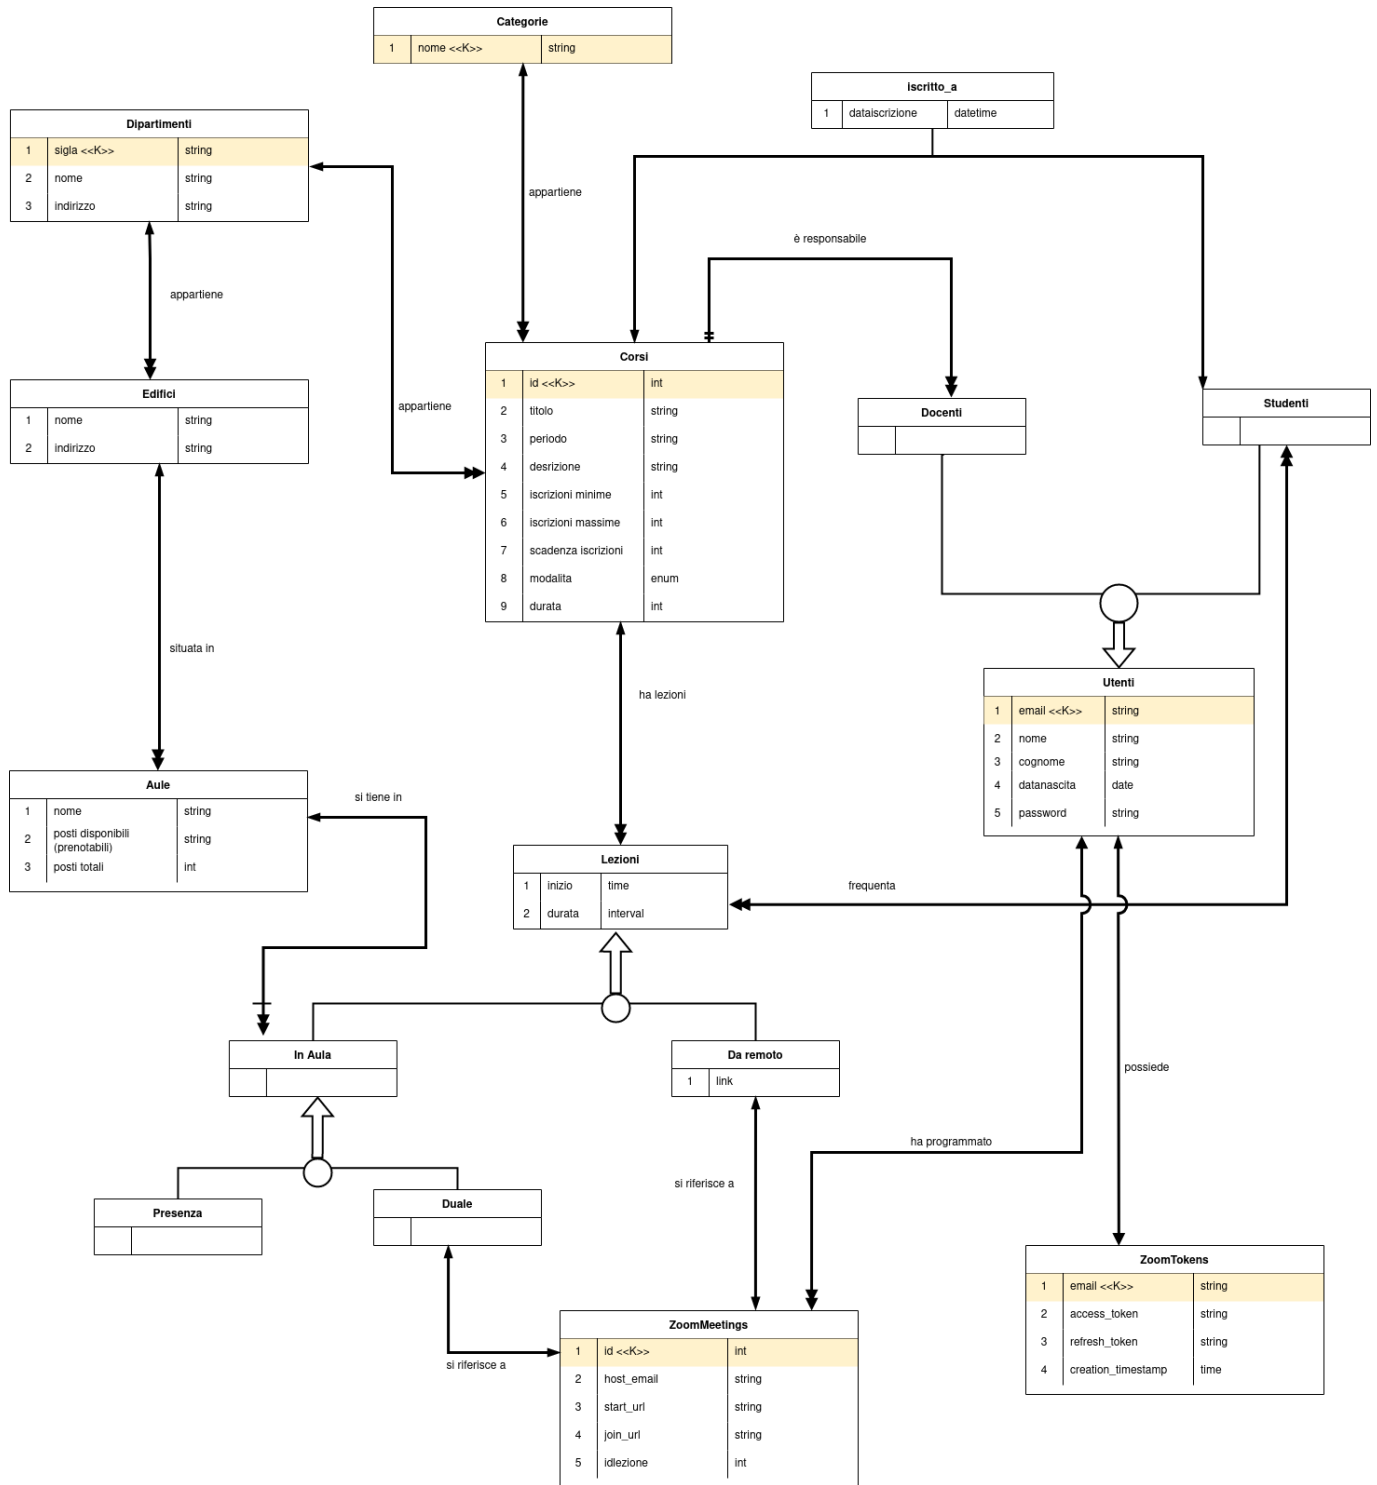 Categorie
1 nome <<K>> string
iscritto_a
1 dataiscrizione datetime
Dipartimenti
1 sigla <<K>> string
2 nome string
3 indirizzo string
appartiene
è responsabile
appartiene
Edifici
1 nome string
2 indirizzo string
appartiene
Corsi
1 id <<K>> int
2 titolo string
3 periodo string
4 desrizione string
5 iscrizioni minime int
6 iscrizioni massime int
7 scadenza iscrizioni int
8 modalita enum
9 durata int
Docenti
Studenti
situata in
ha lezioni
Utenti
1 email <<K>> string
2 nome string
3 cognome string
4 datanascita date
5 password string
Aule
1 nome string
2 posti disponibili
(prenotabili) string
3 posti totali int
si tiene in
Lezioni
1 inizio time
2 durata interval
frequenta
In Aula
Da remoto
1 link
possiede
ha programmato
si riferisce a
Presenza
Duale
si riferisce a
ZoomTokens
1 email <<K>> string
2 access_token string
3 refresh_token string
4 creation_timestamp time
ZoomMeetings
1 id <<K>> int
2 host_email string
3 start_url string
4 join_url string
5 idlezione int